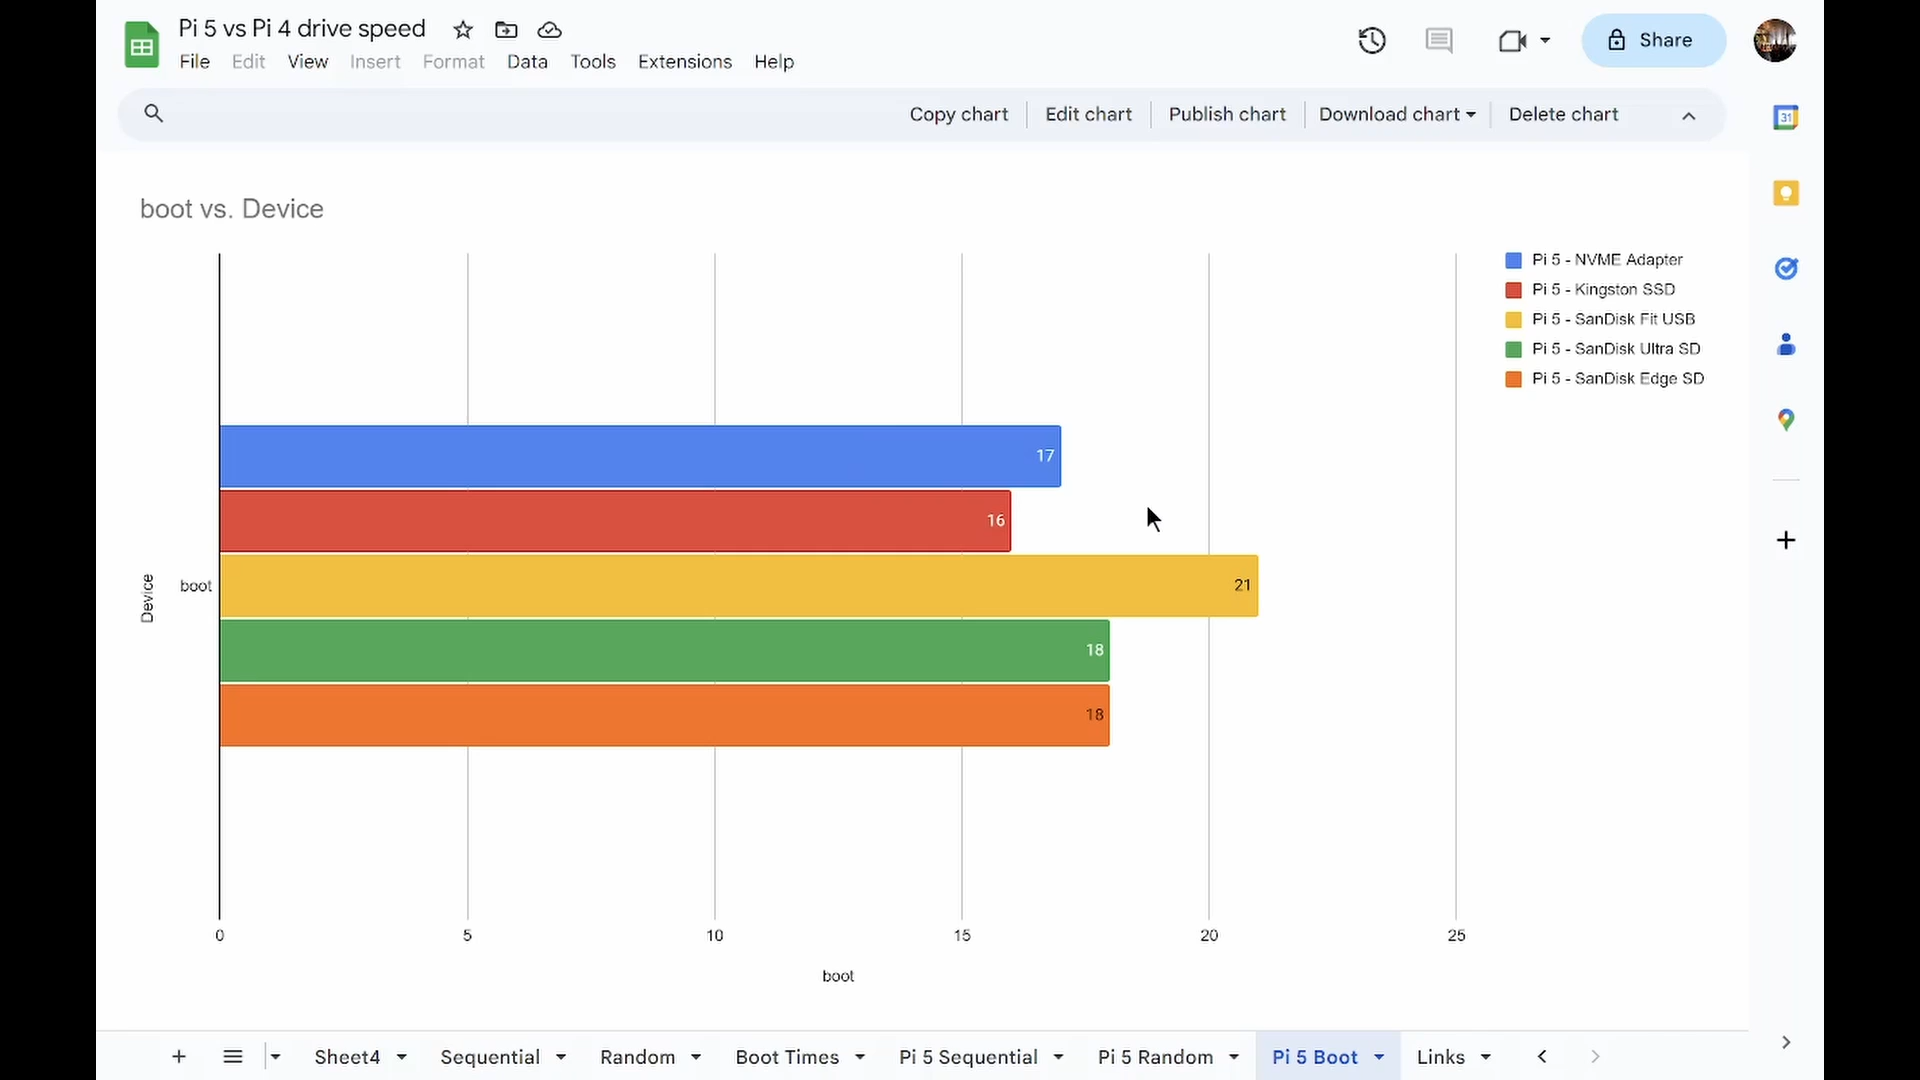 Pi 5 vs Pi 4 drive speed
File Edit View Insert Format Data Tools Extensions Help
Share
Copy chart Edit chart Publish chart Download chart Delete chart
31
boot vs. Device
Pi 5 - NVME Adapter
Pi 5 - Kingston SSD
Pi 5 - SanDisk Fit USB
Pi 5 - SanDisk Ultra SD
Pi 5 - SanDisk Edge SD
17
16
21
18
18
Device
boot
0 5 10 15 20 25
boot
Sheet4 Sequential Random Boot Times Pi 5 Sequential Pi 5 Random Pi 5 Boot Links